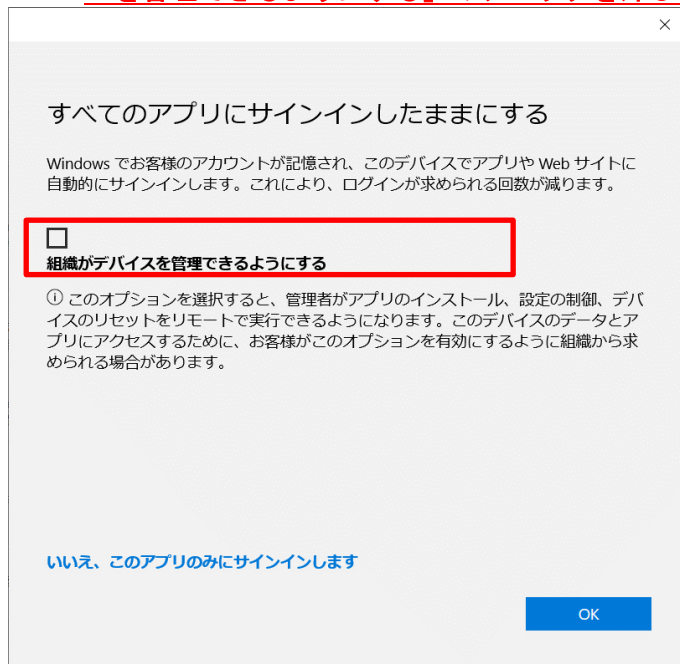 すべてのアプリにサインインしたままにする
Windows でお客様のアカウントが記憶され、このデバイスでアプリや Web サイトに
自動的にサインインします。これにより、ログインが求められる回数が減ります。
組織がデバイスを管理できるようにする
ⓘ このオプションを選択すると、管理者がアプリのインストール、設定の制御、デバ
イスのリセットをリモートで実行できるようになります。このデバイスのデータとア
プリにアクセスするために、お客様がこのオプションを有効にするように組織から求
められる場合があります。
いいえ、このアプリのみにサインインします
OK